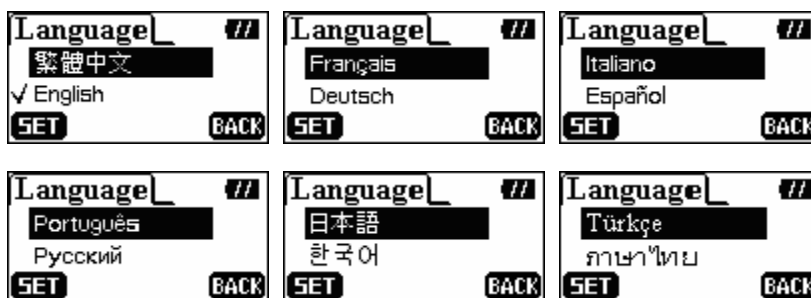 Language
繁體中文
√ English
SET BACK
Language
Français
Deutsch
SET BACK
Language
Italiano
Español
SET BACK
Language
Português
Русский
SET BACK
Language
日本語
한국어
SET BACK
Language
Türkçe
ภาษาไทย
SET BACK